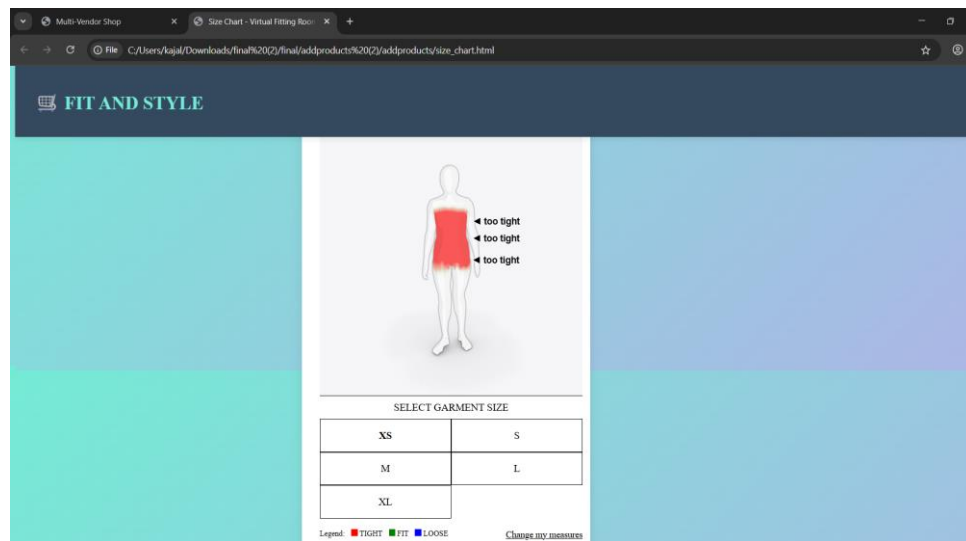 Multi-Vendor Shop
Size Chart - Virtual Fitting Roon
File C:/Users/kajal/Downloads/final%20(2)/final/addproducts%20(2)/addproducts/size_chart.html
FIT AND STYLE
too tight
too tight
too tight
SELECT GARMENT SIZE
XS S
M L
XL
Legend: TIGHT FIT LOOSE Change my measures